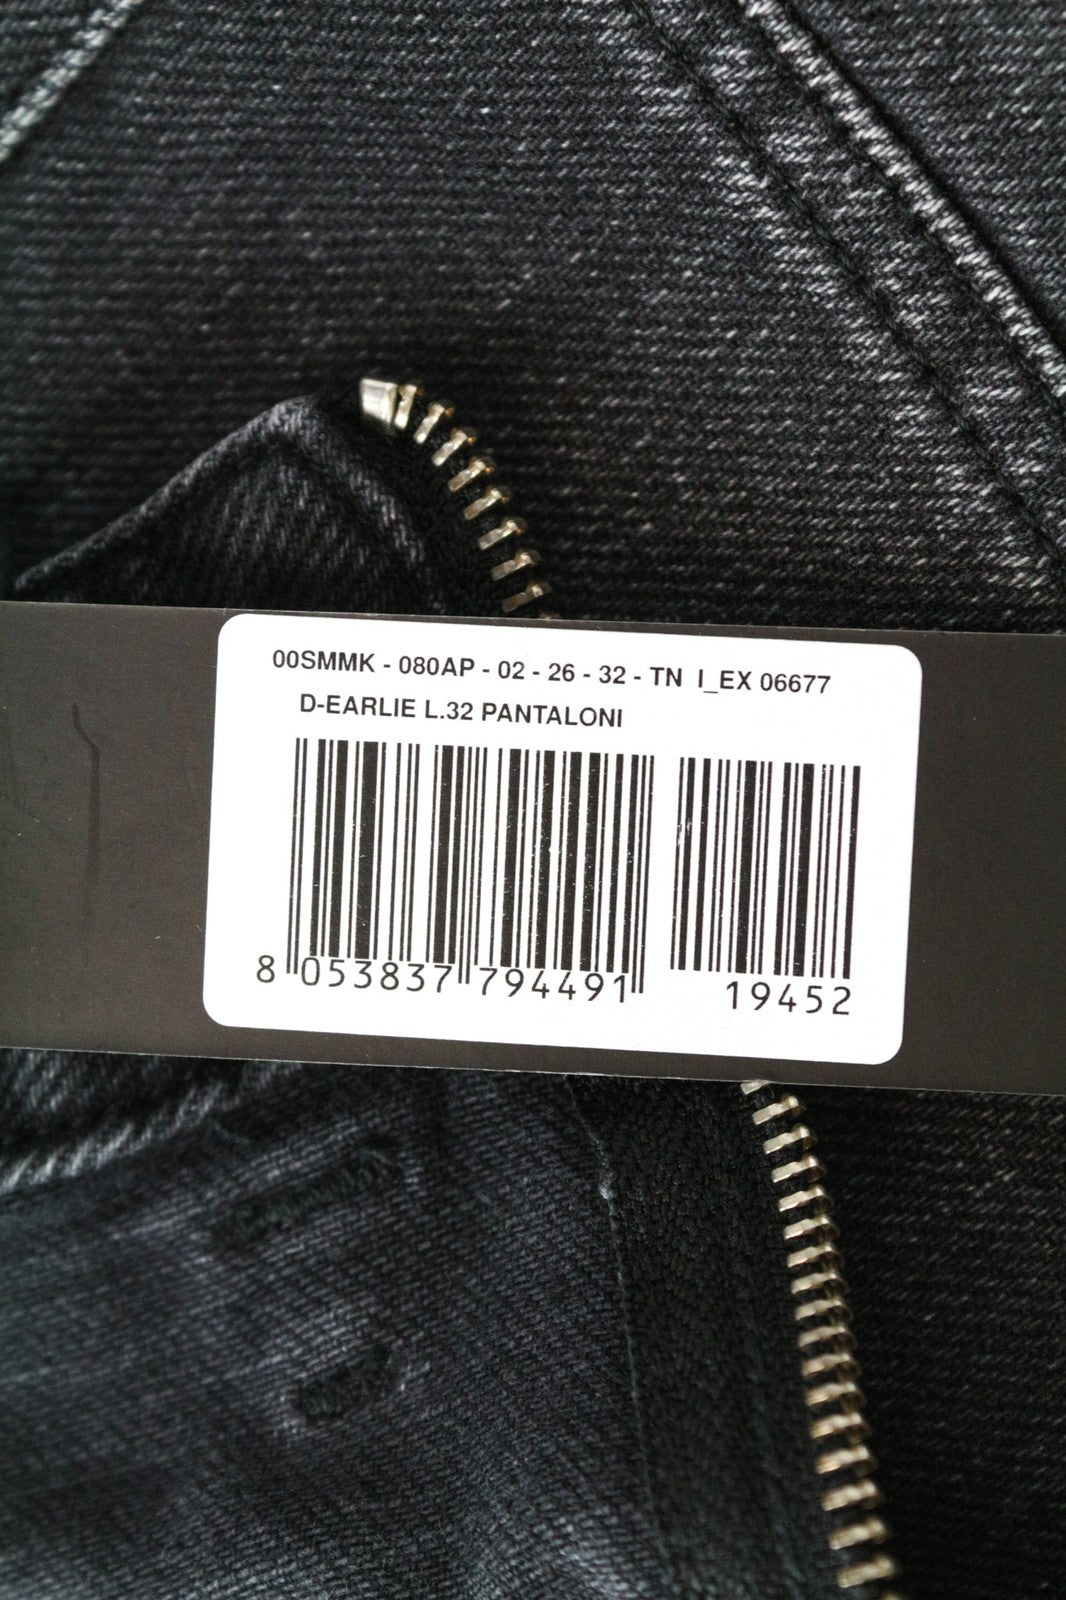 00SMMK - 080AP - 02 - 26 - 32 - TN I_EX 06677
D-EARLIE L.32 PANTALONI
8 053837 794491 19452